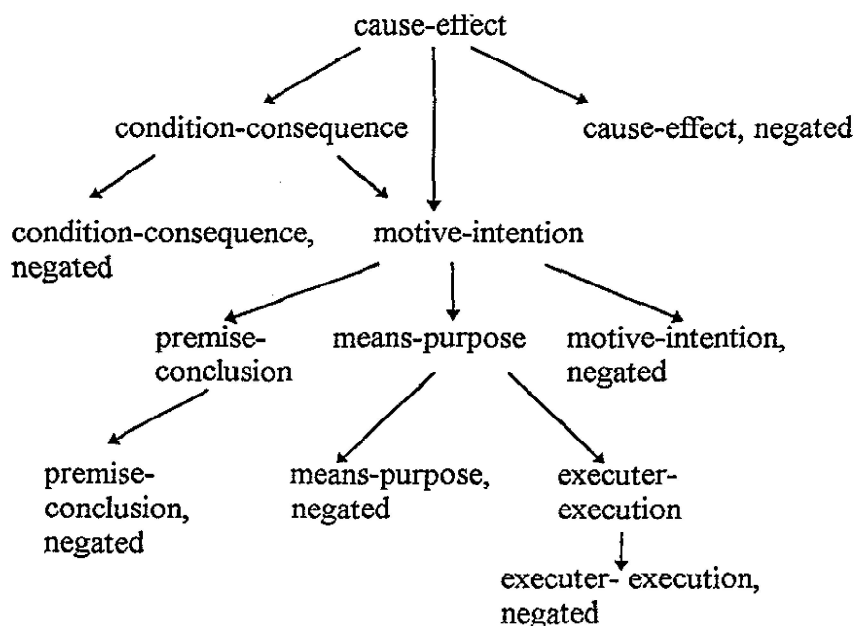 cause-effect
condition-consequence
cause-effect, negated
condition-consequence,
negated
motive-intention
premise-
conclusion
means-purpose
motive-intention,
negated
premise-
conclusion,
negated
means-purpose,
negated
executer-
execution
executer- execution,
negated